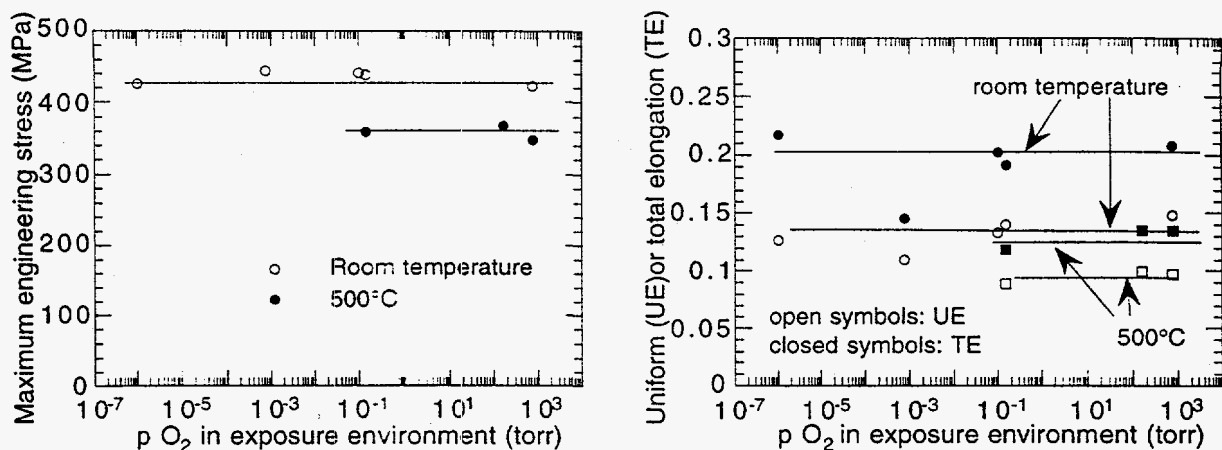 Maximum engineering stress (MPa)
500
400
300
200
100
0
Room temperature
500°C
10⁻⁷ 10⁻⁵ 10⁻³ 10⁻¹ 10¹ 10³
p O₂ in exposure environment (torr)
Uniform (UE)or total elongation (TE)
0.3
0.25
0.2
0.15
0.1
0.05
0
room temperature
open symbols: UE
closed symbols: TE
500°C
10⁻⁷ 10⁻⁵ 10⁻³ 10⁻¹ 10¹ 10³
p O₂ in exposure environment (torr)